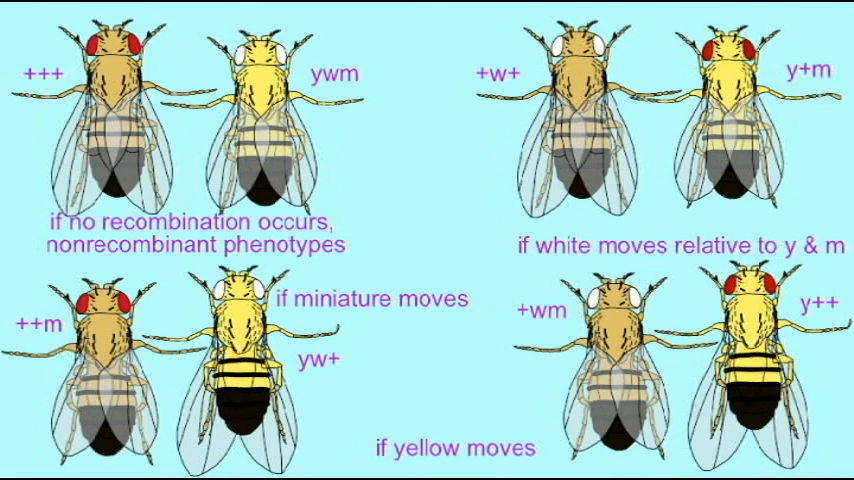 +++
ywm
+w+
y+m
if no recombination occurs,
nonrecombinant phenotypes
if white moves relative to y & m
++m
if miniature moves
yw+
+wm
y++
if yellow moves